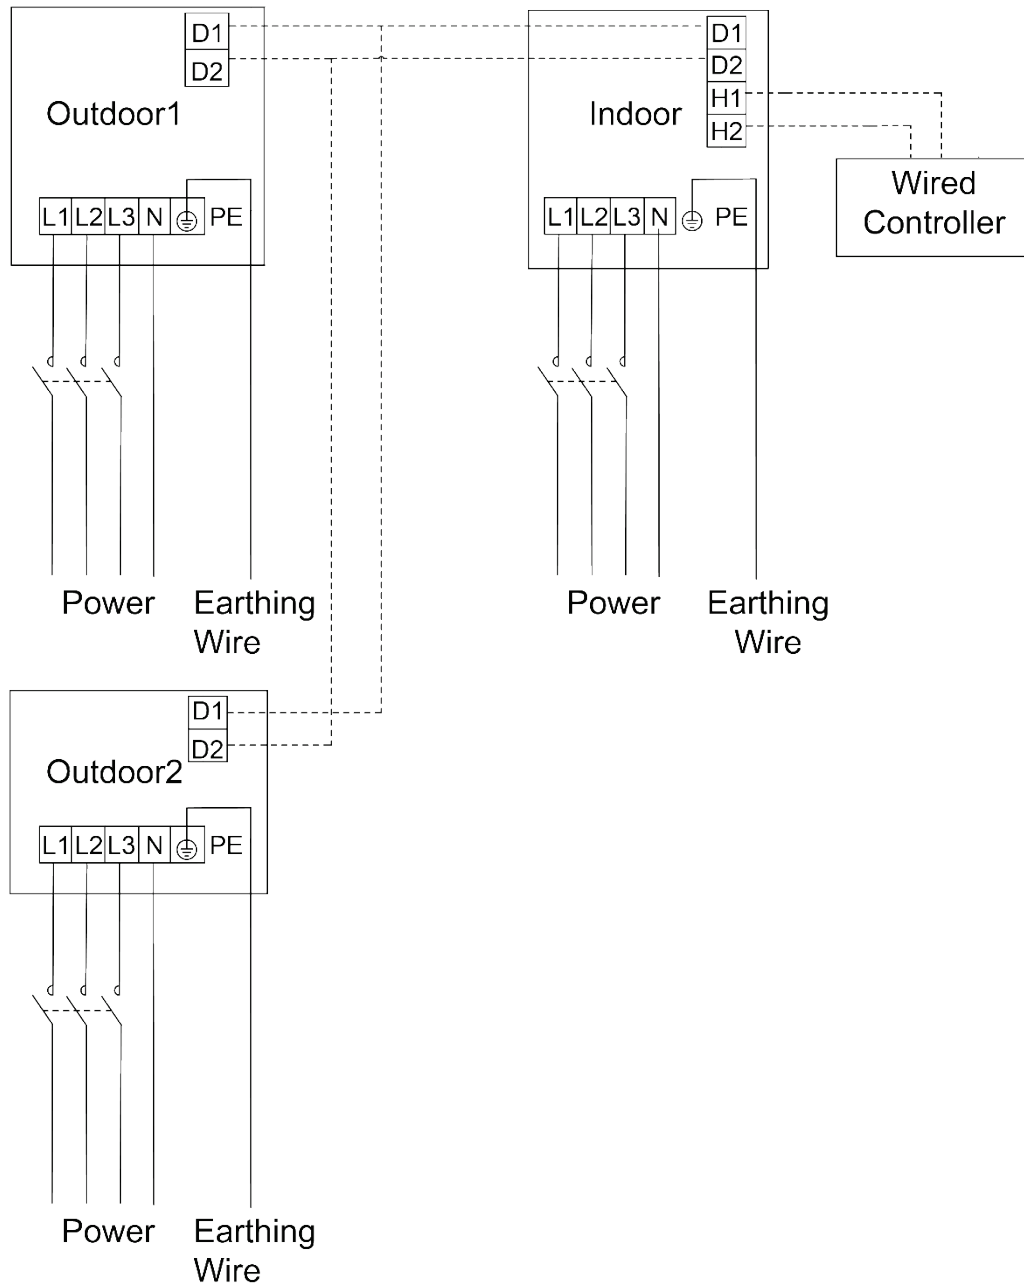 D1
D2
Outdoor1
L1 L2 L3 N PE
Power
Earthing
Wire
D1
D2
H1
H2
Indoor
L1 L2 L3 N PE
Power
Earthing
Wire
Wired
Controller
D1
D2
Outdoor2
L1 L2 L3 N PE
Power
Earthing
Wire